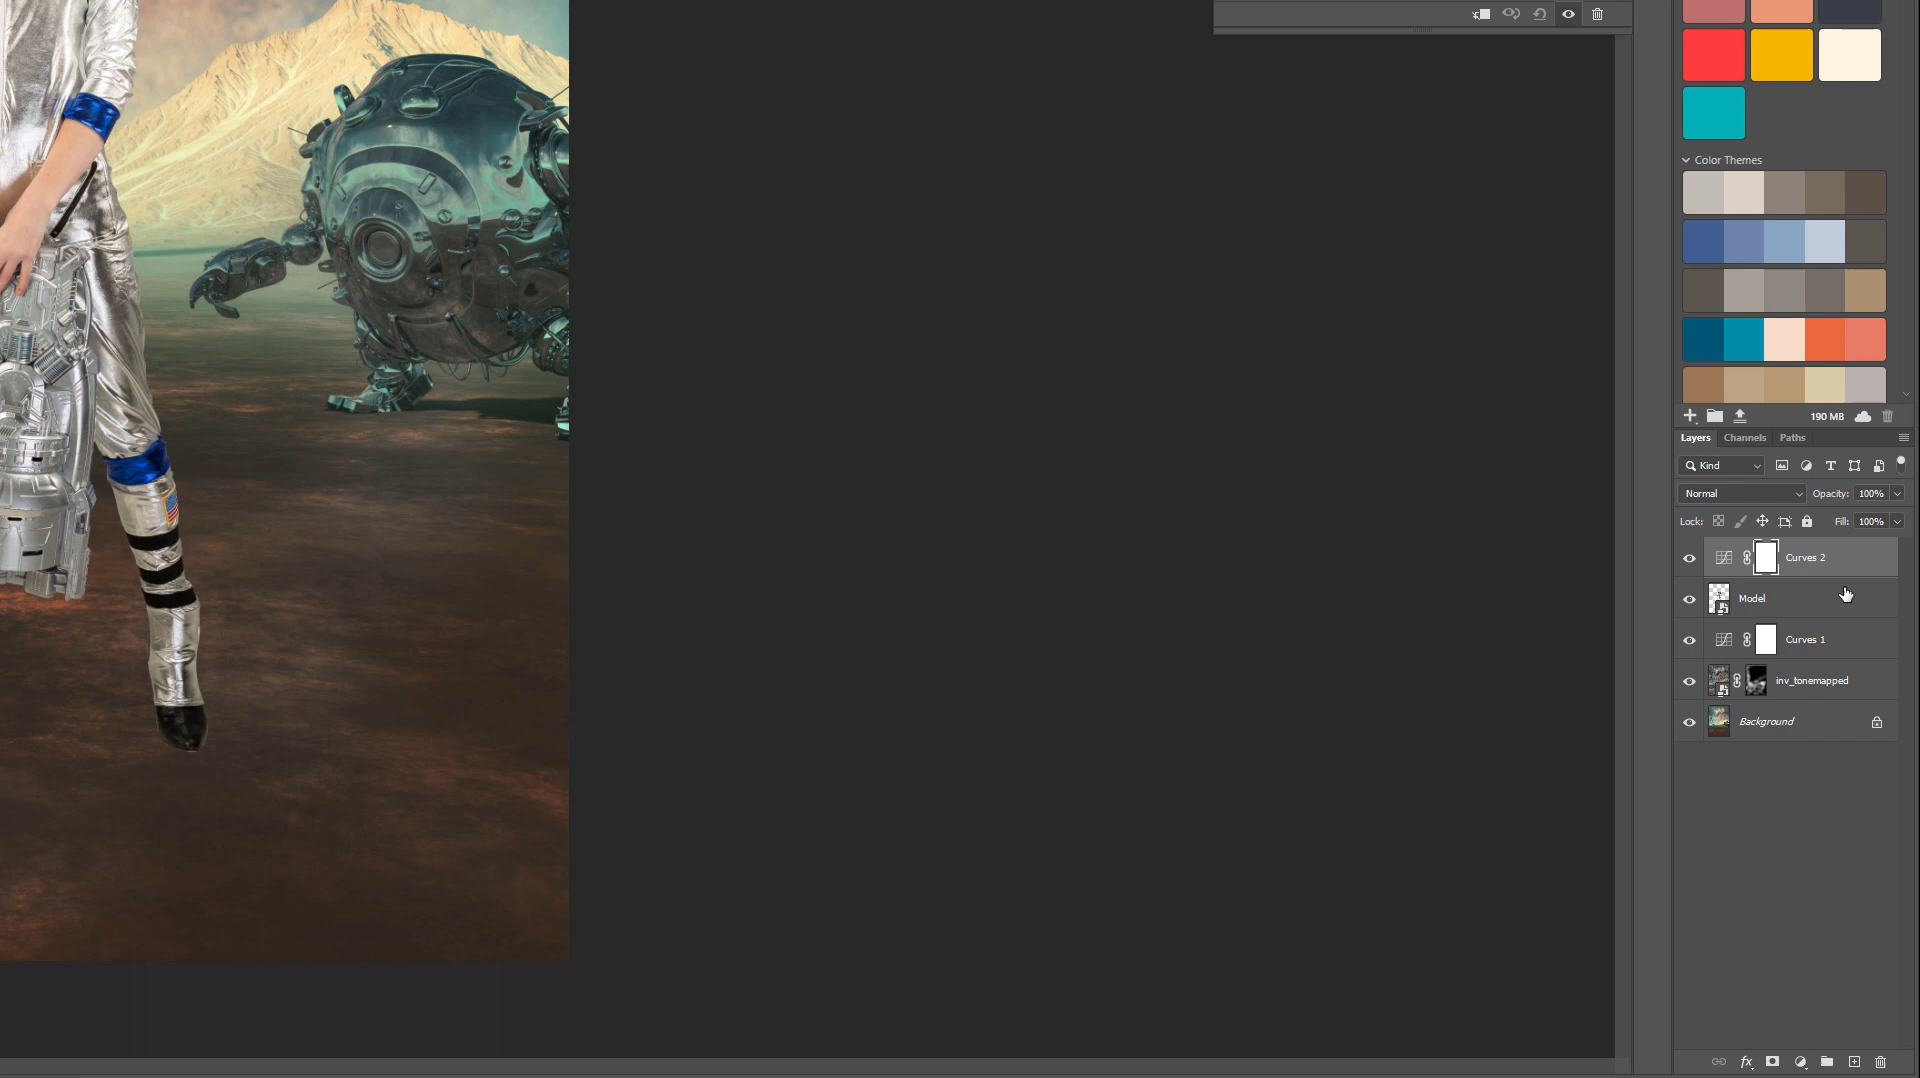 Color Themes
190 MB
Layers Channels Paths
Kind
Normal Opacity: 100%
Lock: Fill: 100%
Curves 2
Model
Curves 1
inv_tonemapped
Background
fx